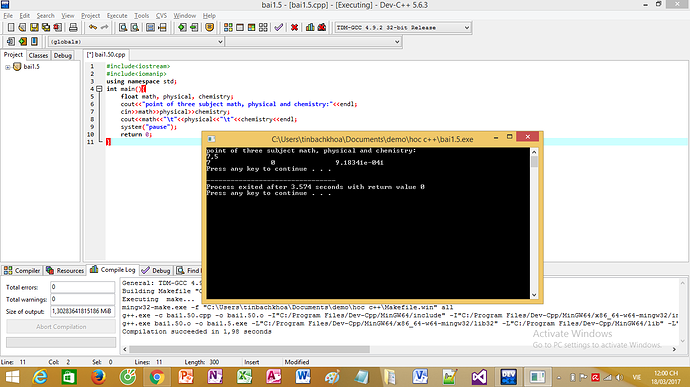 bai1.5 - [bai1.5.cpp] - [Executing] - Dev-C++ 5.6.3
File Edit Search View Project Execute Tools CVS Window Help
TDM-GCC 4.9.2 32-bit Release
(globals)
Project Classes Debug
[*] bai1.50.cpp
bai1.5
1 #include<iostream>
2 #include<iomanip>
3 using namespace std;
4 int main(){
5 float math, physical, chemistry;
6 cout<<"point of three subject math, physical and chemistry:"<<endl;
7 cin>>math>>physical>>chemistry;
8 cout<<math<<"\t"<<physical<<"\t"<<chemistry<<endl;
9 system("pause");
10 return 0;
11 }
C:\Users\tinbachkhoa\Documents\demo\hoc c++\bai1.5.exe
point of three subject math, physical and chemistry:
7,5
7 0 9.18341e-041
Press any key to continue . . .
--------------------------------
Process exited after 3.574 seconds with return value 0
Press any key to continue . . .
Compiler Resources Compile Log Debug Find
Total errors: 0
Total warnings: 0
Size of output: 1,30283641815186 MiB
Abort Compilation
General: TDM-GCC 4.9
Building Makefile "C
Executing make...
mingw32-make.exe -f "C:\Users\tinbachkhoa\Documents\demo\hoc c++\Makefile.win" all
g++.exe -c bai1.50.cpp -o bai1.50.o -I"C:/Program Files/Dev-Cpp/MinGW64/include" -I"C:/Program Files/Dev-Cpp/MinGW64/x86_64-w64-mingw32/in
g++.exe bai1.50.o -o bai1.5.exe -L"C:/Program Files/Dev-Cpp/MinGW64/x86_64-w64-mingw32/lib32" -L"C:/Program Files/Dev-Cpp/MinGW64/lib" -L"
Compilation succeeded in 1,98 seconds
Activate Windows
Go to PC settings to activate Windows.
Line: 11 Col: 2 Sel: 0 Lines: 11 Length: 300 Insert Modified
VIE
12:00 CH
18/03/2017